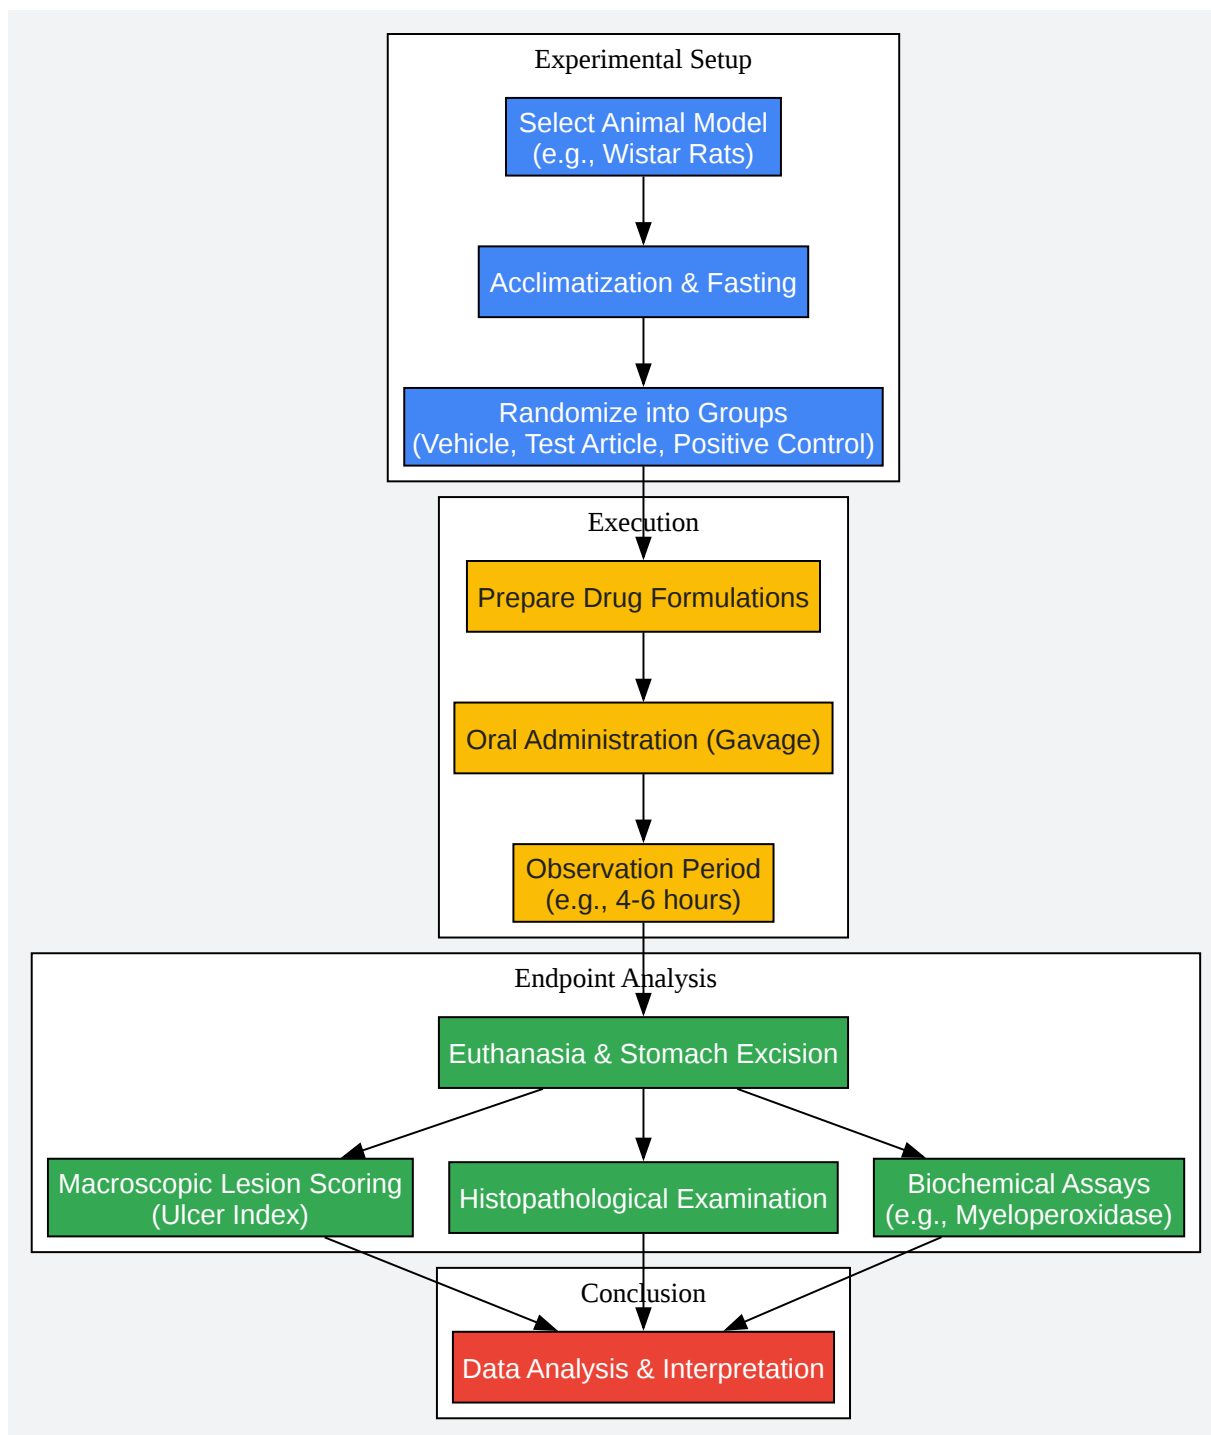 Experimental Setup
Select Animal Model
(e.g., Wistar Rats)
Acclimatization & Fasting
Randomize into Groups
(Vehicle, Test Article, Positive Control)
Execution
Prepare Drug Formulations
Oral Administration (Gavage)
Observation Period
(e.g., 4-6 hours)
Endpoint Analysis
Euthanasia & Stomach Excision
Macroscopic Lesion Scoring
(Ulcer Index)
Histopathological Examination
Biochemical Assays
(e.g., Myeloperoxidase)
Conclusion
Data Analysis & Interpretation